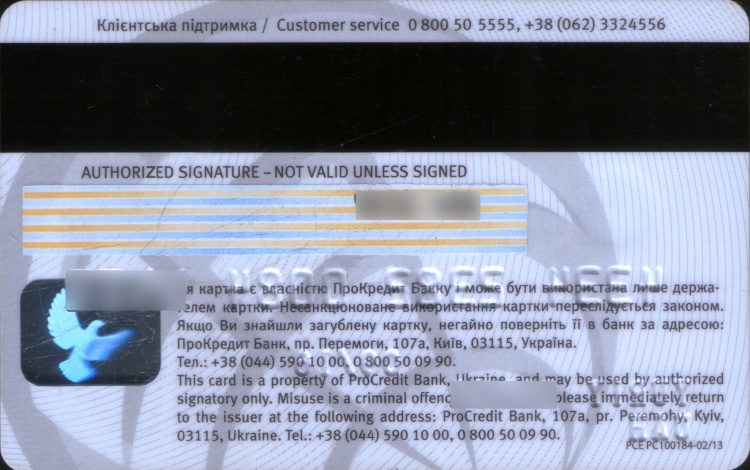 Клієнтська підтримка / Customer service 0 800 50 5555, +38 (062) 3324556
AUTHORIZED SIGNATURE – NOT VALID UNLESS SIGNED
картка є власністю ПроКредит Банку і може бути використана лише держа-
телем картки. Несанкціоноване використання картки переслідується законом.
Якщо Ви знайшли загублену картку, негайно поверніть її в банк за адресою:
ПроКредит Банк, пр. Перемоги, 107а, Київ, 03115, Україна.
Тел.: +38 (044) 590 10 00, 0 800 50 09 90.
This card is a property of ProCredit Bank, Ukraine, and may be used by authorized
signatory only. Misuse is a criminal please immediately return
to the issuer at the following address: ProCredit Bank, 107a, pr. Peremohy, Kyiv,
03115, Ukraine. Tel.: +38 (044) 590 10 00, 0 800 50 09 90.
PCE PC100184-02/13